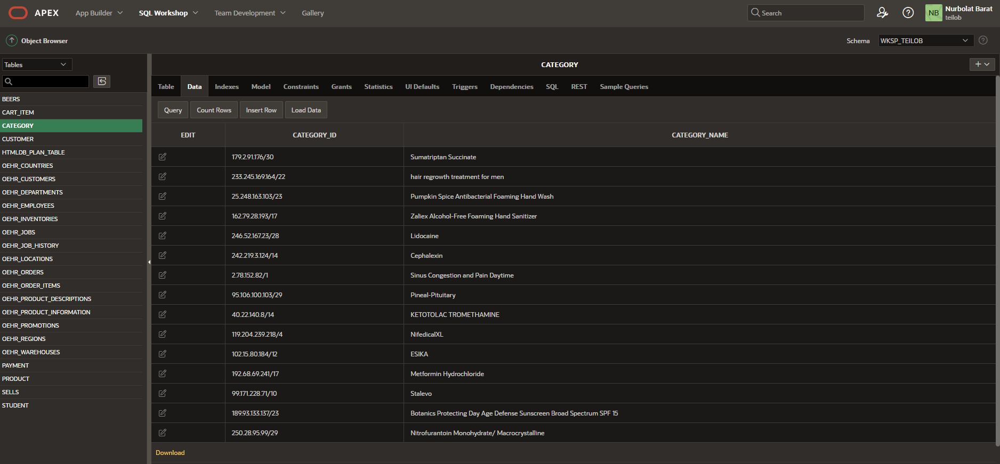 APEX App Builder SQL Workshop Team Development Gallery Search NB Nurbolat Barat
teilob
Object Browser Schema WKSP_TEILOB
Tables
CATEGORY
Table Data Indexes Model Constraints Grants Statistics UI Defaults Triggers Dependencies SQL REST Sample Queries
BEERS
CART_ITEM
CATEGORY
CUSTOMER
HTMLDB_PLAN_TABLE
OEHR_COUNTRIES
OEHR_CUSTOMERS
OEHR_DEPARTMENTS
OEHR_EMPLOYEES
OEHR_INVENTORIES
OEHR_JOBS
OEHR_JOB_HISTORY
OEHR_LOCATIONS
OEHR_ORDERS
OEHR_ORDER_ITEMS
OEHR_PRODUCT_DESCRIPTIONS
OEHR_PRODUCT_INFORMATION
OEHR_PROMOTIONS
OEHR_REGIONS
OEHR_WAREHOUSES
PAYMENT
PRODUCT
SELLS
STUDENT
Query Count Rows Insert Row Load Data
EDIT CATEGORY_ID CATEGORY_NAME
179.2.91.176/30 Sumatriptan Succinate
233.245.169.164/22 hair regrowth treatment for men
25.248.163.103/23 Pumpkin Spice Antibacterial Foaming Hand Wash
162.79.28.193/17 Zaliex Alcohol-Free Foaming Hand Sanitizer
246.52.167.23/28 Lidocaine
242.219.3.124/14 Cephalexin
2.78.152.82/1 Sinus Congestion and Pain Daytime
95.106.100.103/29 Pineal-Pituitary
40.22.140.8/14 KETOTOLAC TROMETHAMINE
119.204.239.218/4 NifedicalXL
102.15.80.184/12 ESIKA
192.68.69.241/17 Metformin Hydrochloride
99.171.228.71/10 Stalevo
189.93.133.137/23 Botanics Protecting Day Age Defense Sunscreen Broad Spectrum SPF 15
250.28.95.99/29 Nitrofurantoin Monohydrate/ Macrocrystalline
Download